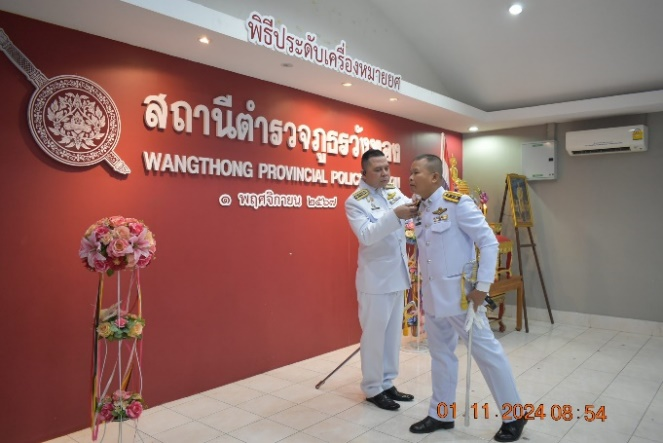 พิธีประดับเครื่องหมายยศ
สถานีตำรวจภูธรวังทอง
WANGTHONG PROVINCIAL POLICE
๑ พฤศจิกายน ๒๕๖๗
01 11 2024 08:54